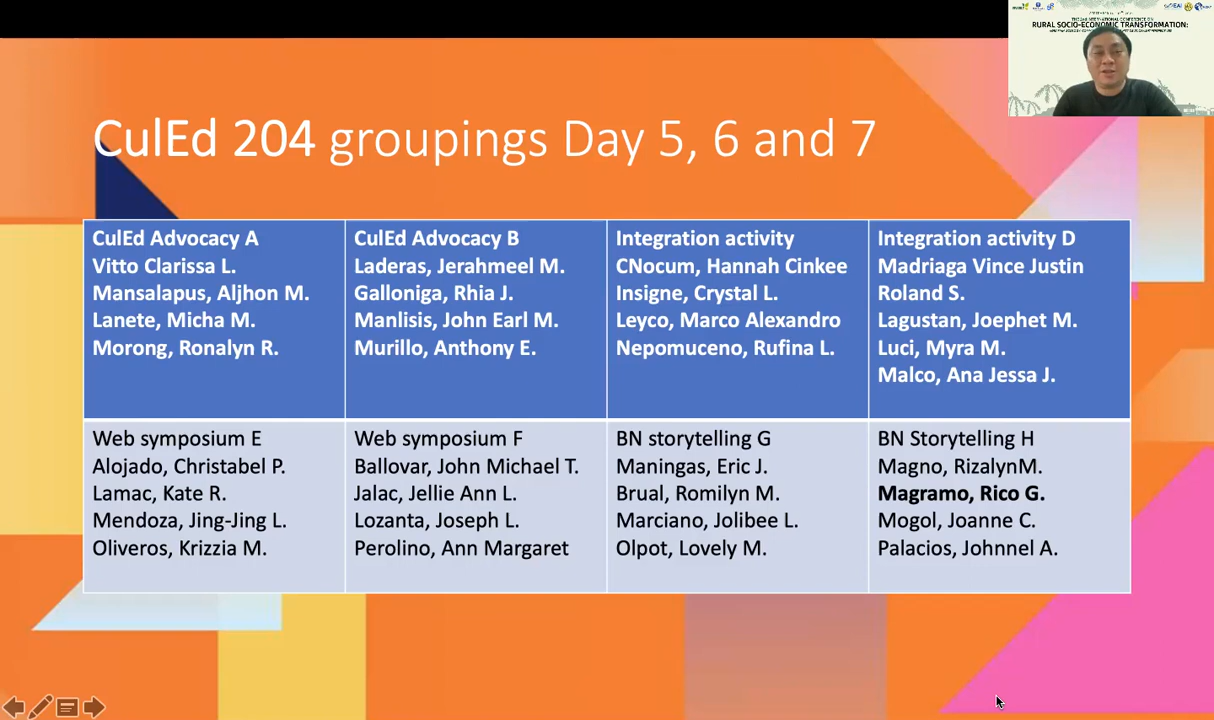 RURAL SOCIO-ECONOMIC TRANSFORMATION:
CulEd 204 groupings Day 5, 6 and 7
CulEd Advocacy A
Vitto Clarissa L.
Mansalapus, Aljhon M.
Lanete, Micha M.
Morong, Ronalyn R.
CulEd Advocacy B
Laderas, Jerahmeel M.
Galloniga, Rhia J.
Manlisis, John Earl M.
Murillo, Anthony E.
Integration activity
CNocum, Hannah Cinkee
Insigne, Crystal L.
Leyco, Marco Alexandro
Nepomuceno, Rufina L.
Integration activity D
Madriaga Vince Justin
Roland S.
Lagustan, Joephet M.
Luci, Myra M.
Malco, Ana Jessa J.
Web symposium E
Alojado, Christabel P.
Lamac, Kate R.
Mendoza, Jing-Jing L.
Oliveros, Krizzia M.
Web symposium F
Ballovar, John Michael T.
Jalac, Jellie Ann L.
Lozanta, Joseph L.
Perolino, Ann Margaret
BN storytelling G
Maningas, Eric J.
Brual, Romilyn M.
Marciano, Jolibee L.
Olpot, Lovely M.
BN Storytelling H
Magno, RizalynM.
Magramo, Rico G.
Mogol, Joanne C.
Palacios, Johnnel A.